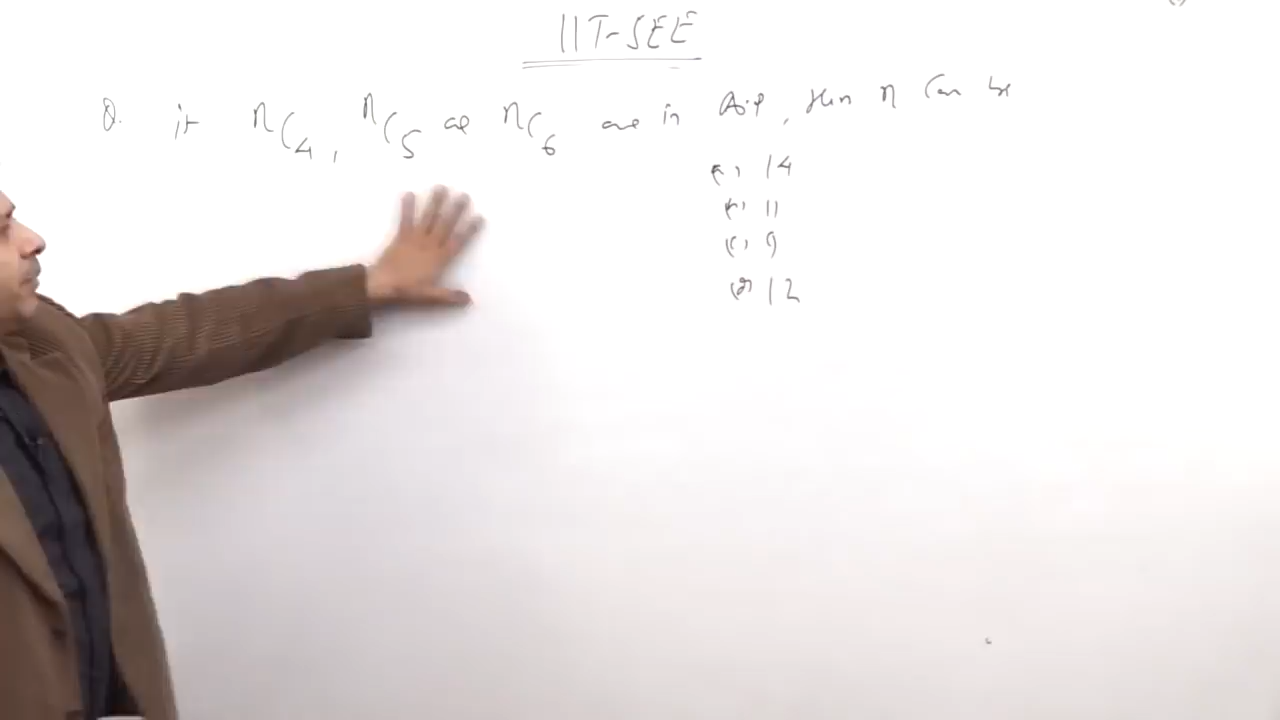 IIT-JEE
Q. if nC4, nC5 and nC6 are in A.P, then n can be
(a) 14
(b) 11
(c) 9
(d) 12